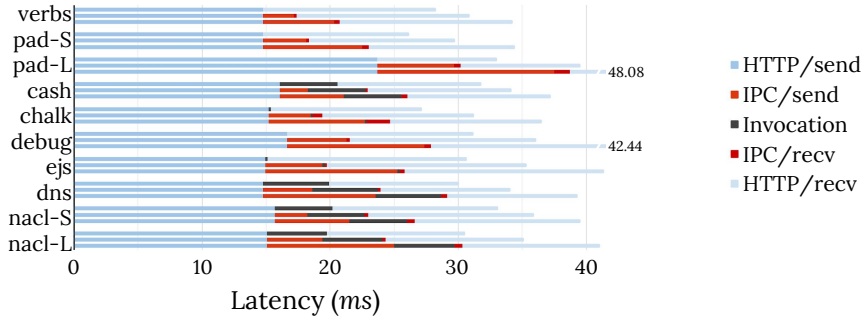 verbs
pad-S
pad-L
48.08
cash
chalk
debug
42.44
ejs
dns
nacl-S
nacl-L
0
10
20
30
40
Latency (ms)
HTTP/send
IPC/send
Invocation
IPC/recv
HTTP/recv